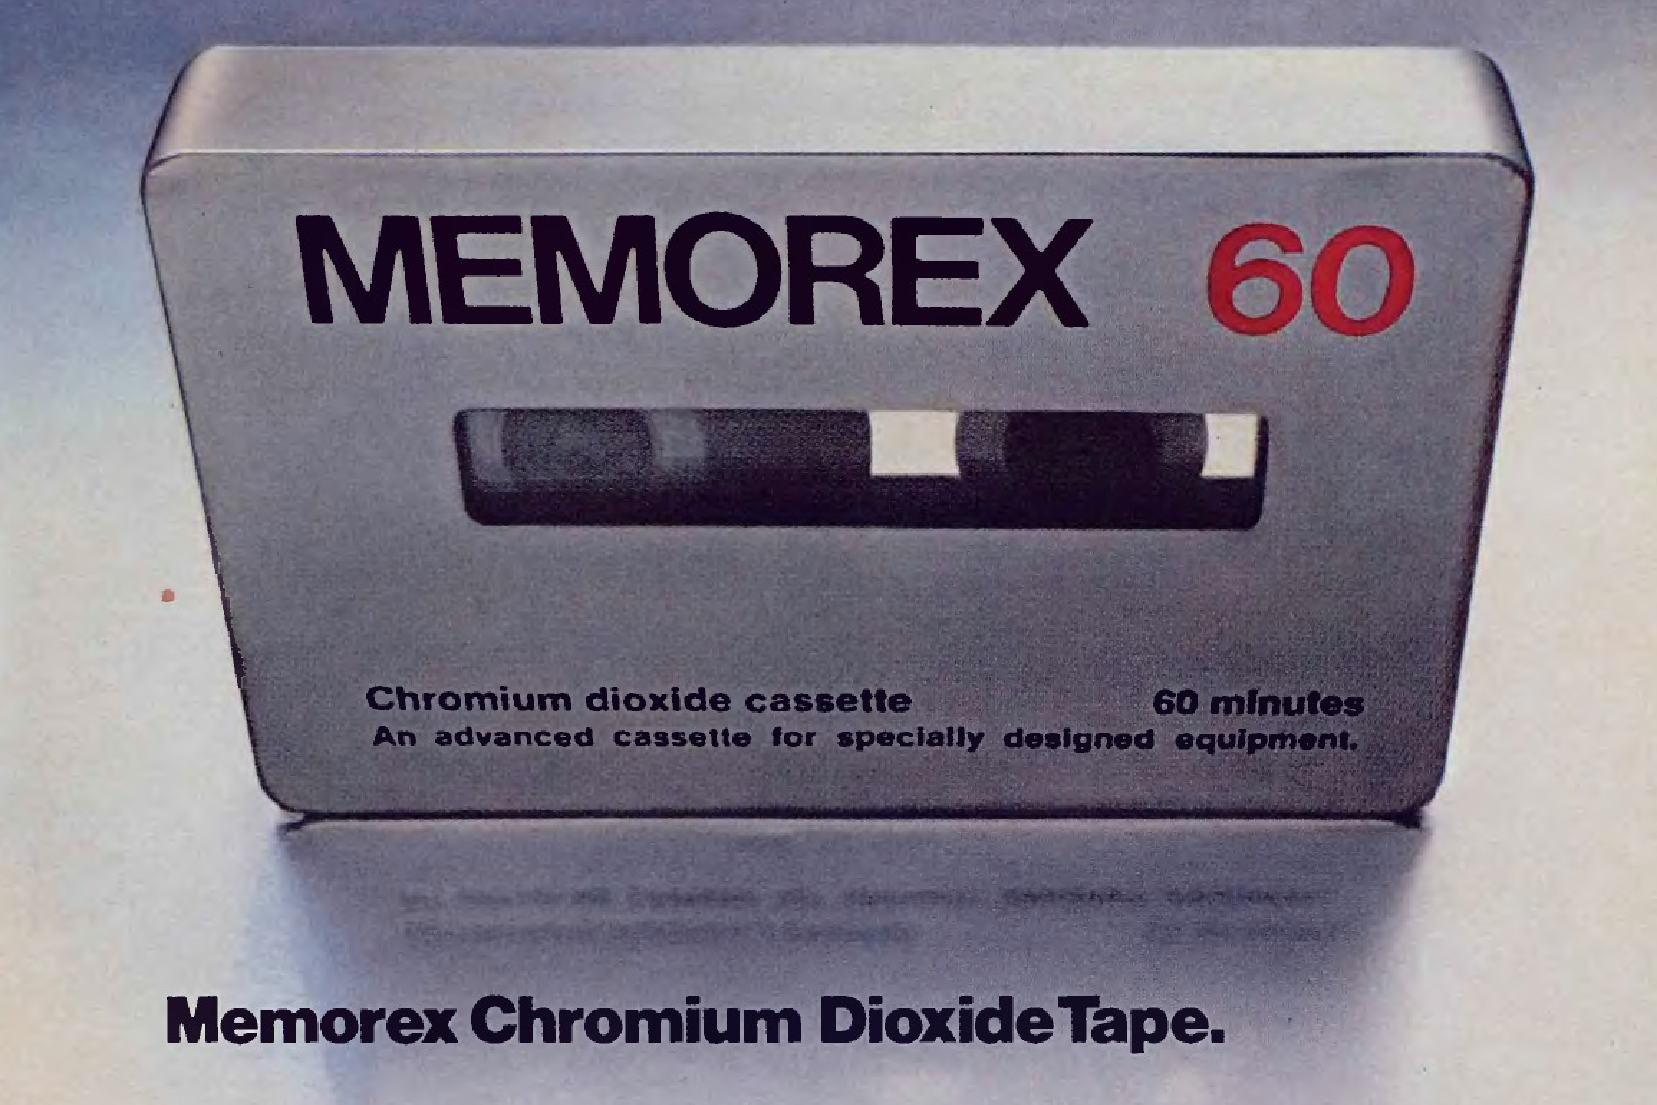 MEMOREX 60
Chromium dioxide cassette 60 minutes
An advanced cassette for specially designed equipment.
Memorex Chromium Dioxide Tape.